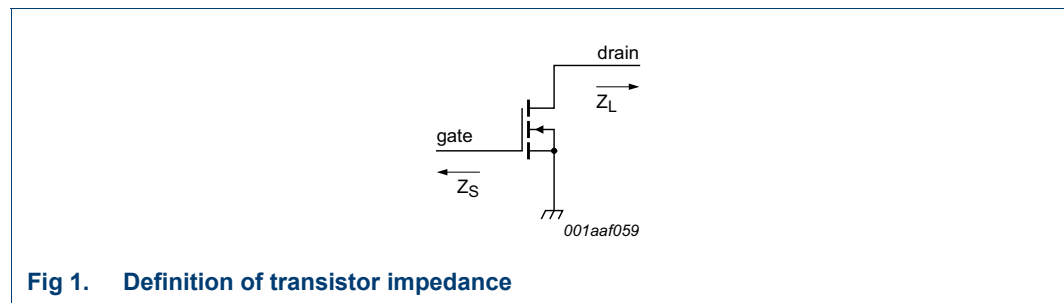 drain
Z_L
gate
Z_S
001aaf059
Fig 1. Definition of transistor impedance